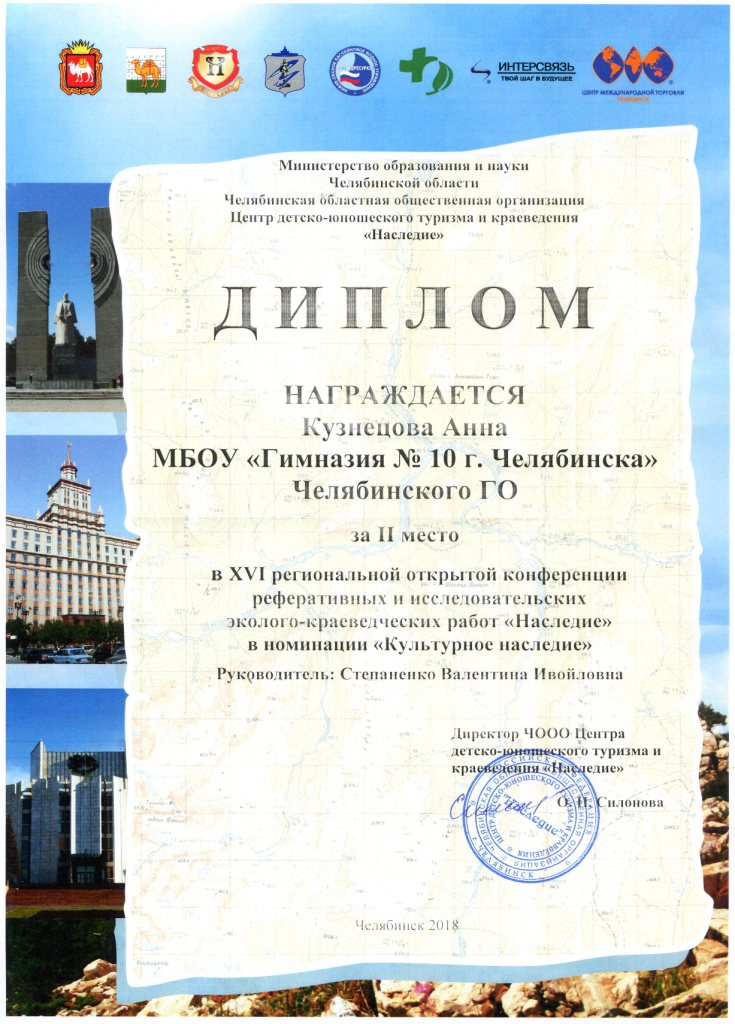 ИНТЕРСВЯЗЬ
ТВОЙ ШАГ В БУДУЩЕЕ
ЦЕНТР МЕЖДУНАРОДНОЙ ТОРГОВЛИ
ЧЕЛЯБИНСК
Министерство образования и науки
Челябинской области
Челябинская областная общественная организация
Центр детско-юношеского туризма и краеведения
«Наследие»
ДИПЛОМ
НАГРАЖДАЕТСЯ
Кузнецова Анна
МБОУ «Гимназия № 10 г. Челябинска»
Челябинского ГО
за II место
в XVI региональной открытой конференции
реферативных и исследовательских
эколого-краеведческих работ «Наследие»
в номинации «Культурное наследие»
Руководитель: Степаненко Валентина Ивойловна
Директор ЧООО Центра
детско-юношеского туризма и
краеведения «Наследие»
О. Н. Силонова
«Наследие»
Челябинск 2018